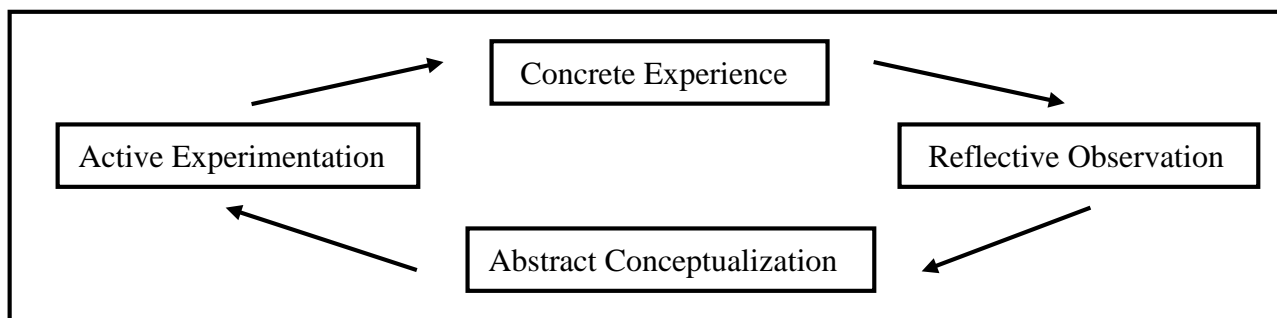 Concrete Experience
Active Experimentation
Reflective Observation
Abstract Conceptualization